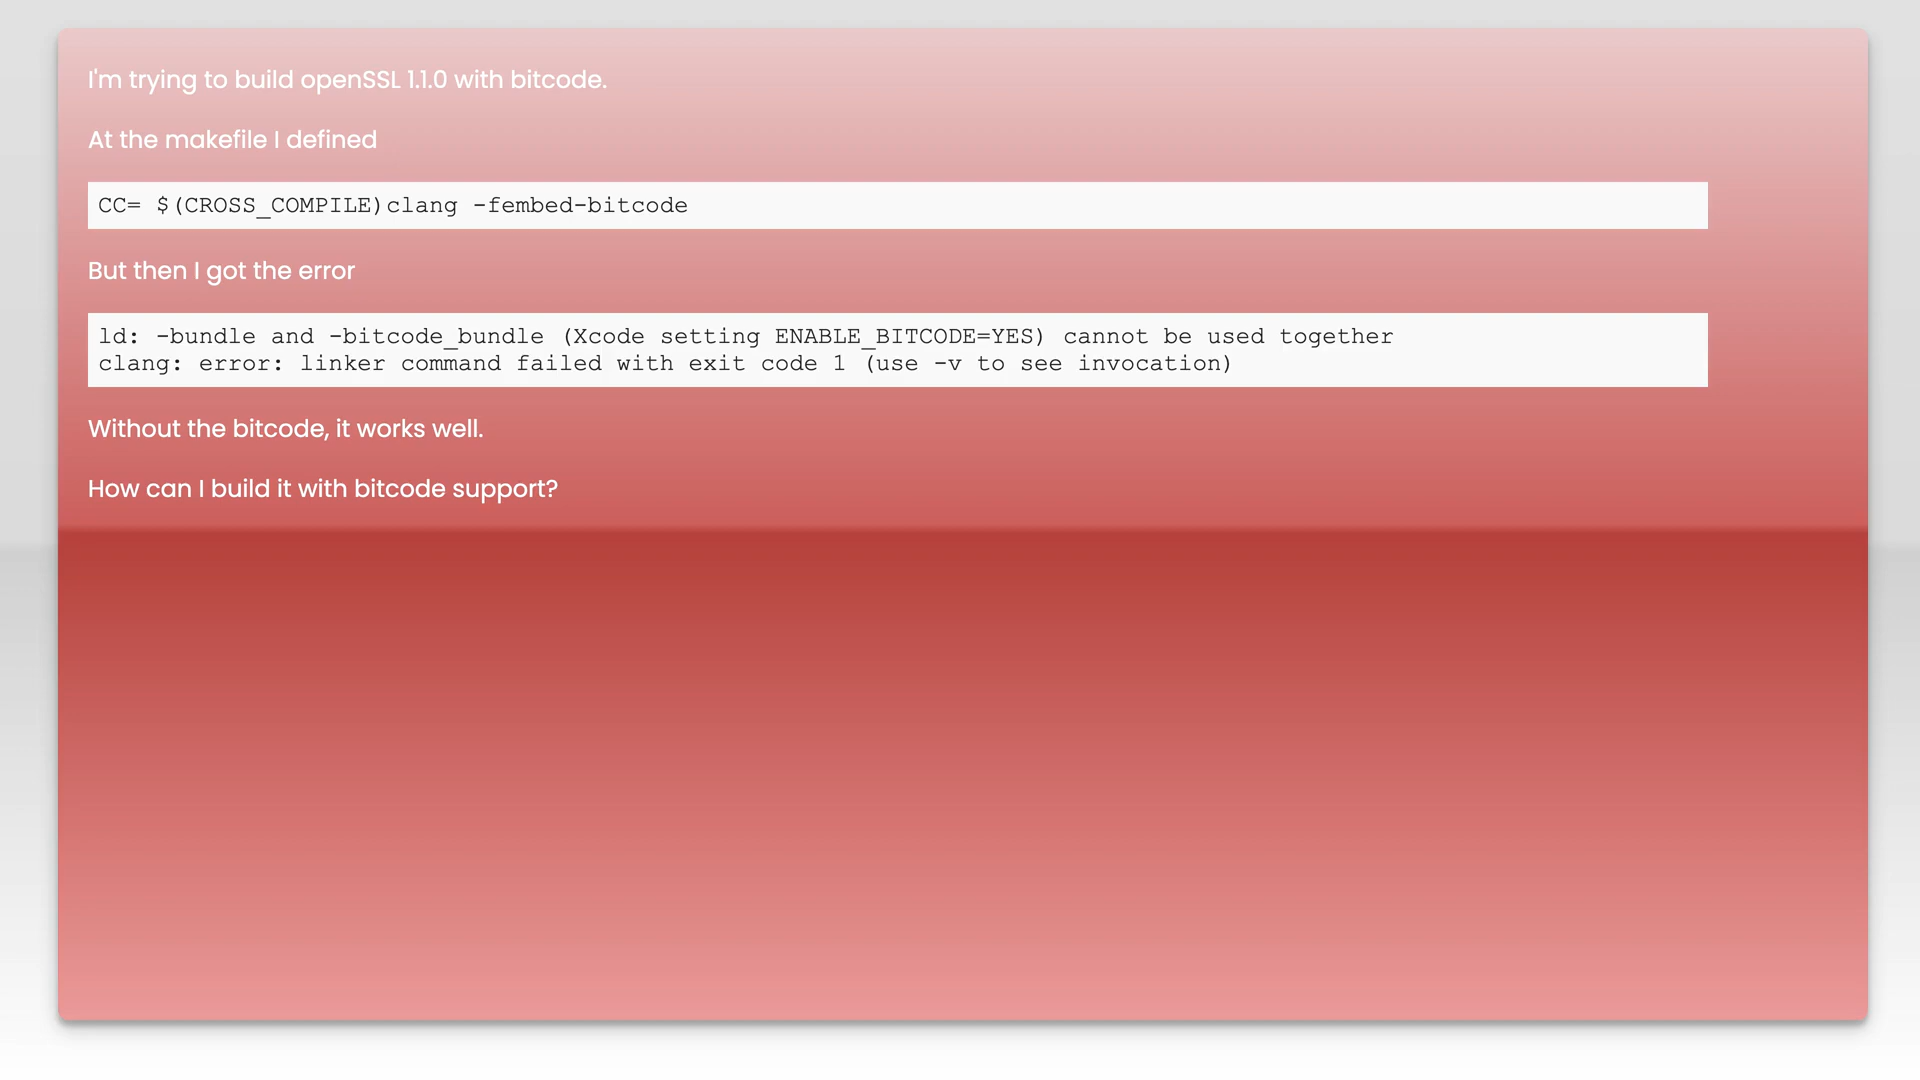 I'm trying to build openSSL 1.1.0 with bitcode.
At the makefile I defined
CC= $(CROSS_COMPILE)clang -fembed-bitcode
But then I got the error
ld: -bundle and -bitcode_bundle (Xcode setting ENABLE_BITCODE=YES) cannot be used together
clang: error: linker command failed with exit code 1 (use -v to see invocation)
Without the bitcode, it works well.
How can I build it with bitcode support?